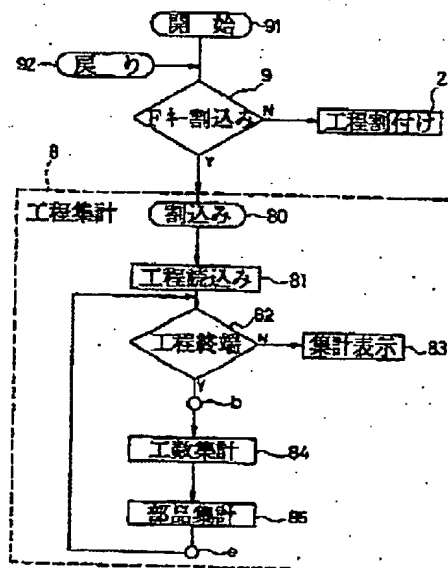 開始
91
92
戻り
9
Fキー割込み
N
2
工程割付け
Y
8
工程集計
割込み
80
工程読込み
81
82
工程終端
N
集計表示
83
Y
b
工数集計
84
部品集計
85